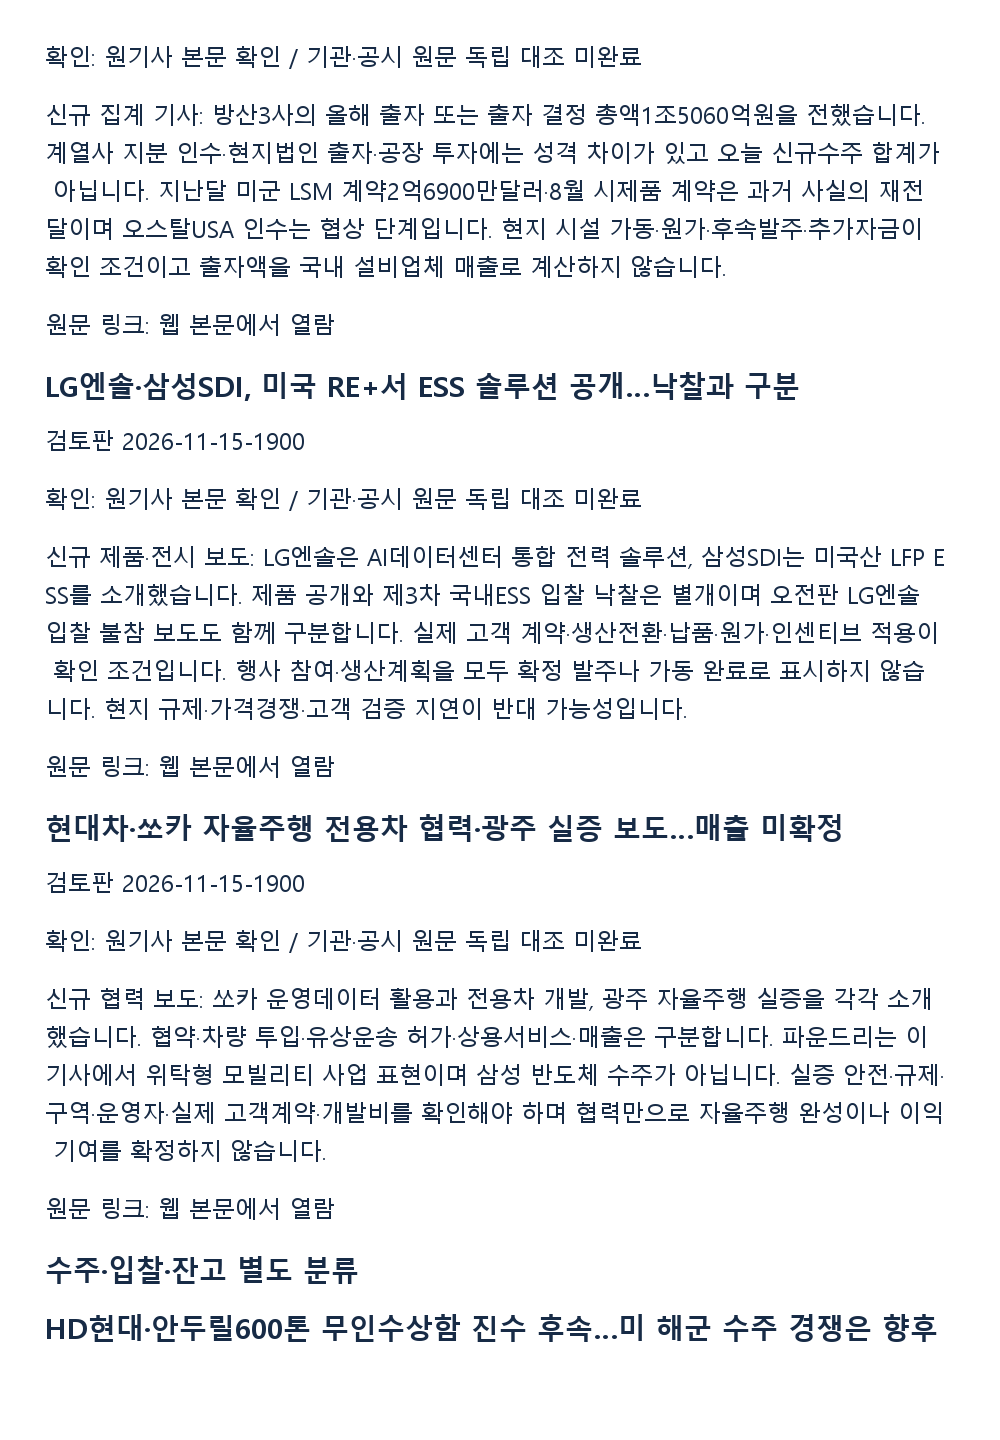 확인: 원기사 본문 확인 / 기관·공시 원문 독립 대조 미완료
신규 집계 기사: 방산3사의 올해 출자 또는 출자 결정 총액1조5060억원을 전했습니다.
계열사 지분 인수·현지법인 출자·공장 투자에는 성격 차이가 있고 오늘 신규수주 합계가
아닙니다. 지난달 미군 LSM 계약2억6900만달러·8월 시제품 계약은 과거 사실의 재전
달이며 오스탈USA 인수는 협상 단계입니다. 현지 시설 가동·원가·후속발주·추가자금이
확인 조건이고 출자액을 국내 설비업체 매출로 계산하지 않습니다.
원문 링크: 웹 본문에서 열람
LG엔솔·삼성SDI, 미국 RE+서 ESS 솔루션 공개…낙찰과 구분
검토판 2026-11-15-1900
확인: 원기사 본문 확인 / 기관·공시 원문 독립 대조 미완료
신규 제품·전시 보도: LG엔솔은 AI데이터센터 통합 전력 솔루션, 삼성SDI는 미국산 LFP E
SS를 소개했습니다. 제품 공개와 제3차 국내ESS 입찰 낙찰은 별개이며 오전판 LG엔솔
입찰 불참 보도도 함께 구분합니다. 실제 고객 계약·생산전환·납품·원가·인센티브 적용이
확인 조건입니다. 행사 참여·생산계획을 모두 확정 발주나 가동 완료로 표시하지 않습
니다. 현지 규제·가격경쟁·고객 검증 지연이 반대 가능성입니다.
원문 링크: 웹 본문에서 열람
현대차·쏘카 자율주행 전용차 협력·광주 실증 보도…매출 미확정
검토판 2026-11-15-1900
확인: 원기사 본문 확인 / 기관·공시 원문 독립 대조 미완료
신규 협력 보도: 쏘카 운영데이터 활용과 전용차 개발, 광주 자율주행 실증을 각각 소개
했습니다. 협약·차량 투입·유상운송 허가·상용서비스·매출은 구분합니다. 파운드리는 이
기사에서 위탁형 모빌리티 사업 표현이며 삼성 반도체 수주가 아닙니다. 실증 안전·규제·
구역·운영자·실제 고객계약·개발비를 확인해야 하며 협력만으로 자율주행 완성이나 이익
기여를 확정하지 않습니다.
원문 링크: 웹 본문에서 열람
수주·입찰·잔고 별도 분류
HD현대·안두릴600톤 무인수상함 진수 후속…미 해군 수주 경쟁은 향후